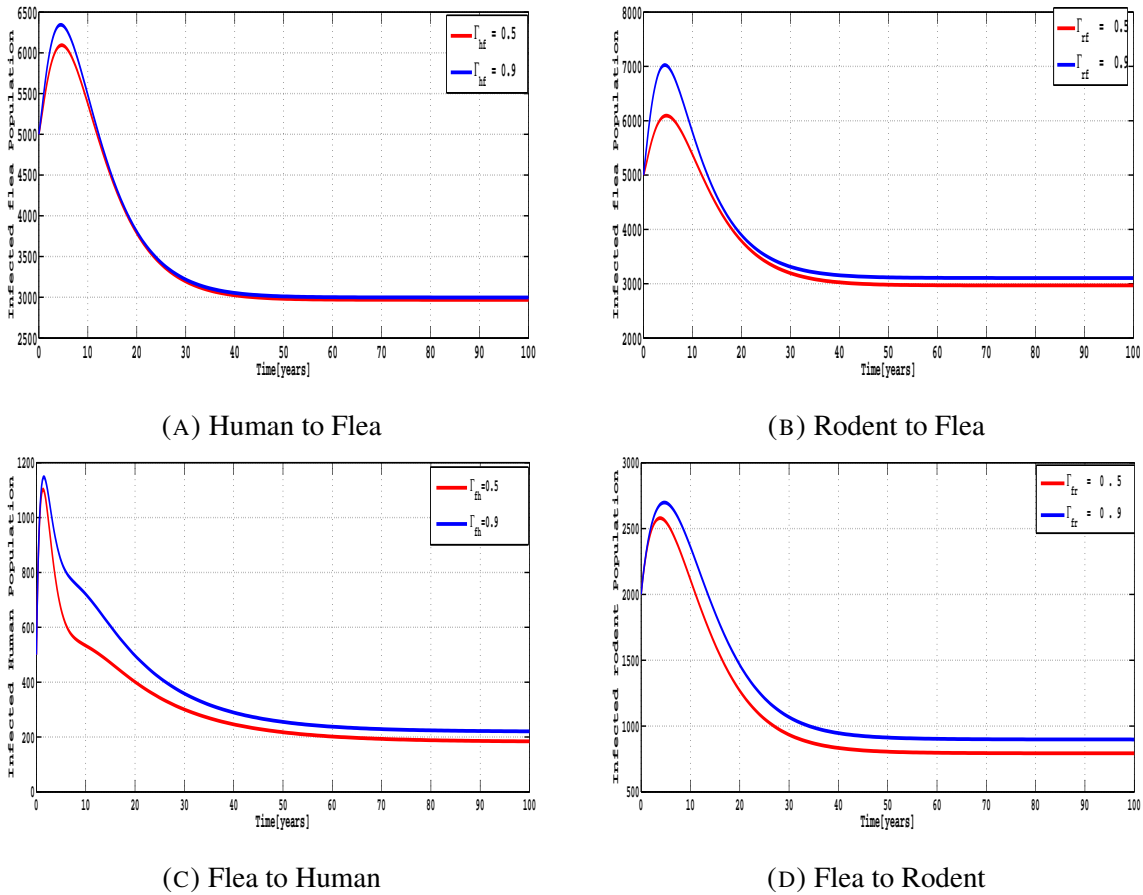 6500
6000
5500
5000
4500
4000
3500
3000
2500
Infected flea Population
Γhf = 0.5
Γhf = 0.9
0 10 20 30 40 50 60 70 80 90 100
Time[years]
(A) Human to Flea
8000
7000
6000
5000
4000
3000
2000
Infected flea Population
Γrf = 0.5
Γrf = 0.9
0 10 20 30 40 50 60 70 80 90 100
Time[years]
(B) Rodent to Flea
1200
1000
800
600
400
200
0
Infected Human Population
Γfh=0.5
Γfh=0.9
0 10 20 30 40 50 60 70 80 90 100
Time[years]
(C) Flea to Human
3000
2500
2000
1500
1000
500
Infected rodent Population
Γfr = 0.5
Γfr = 0.9
0 10 20 30 40 50 60 70 80 90 100
Time[years]
(D) Flea to Rodent